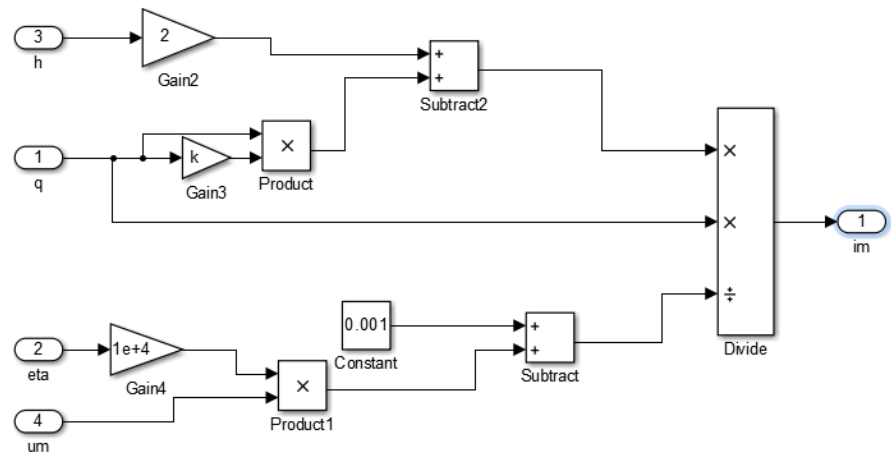 3
h
2
Gain2
+
+
Subtract2
1
q
k
Gain3
×
Product
×
×
÷
Divide
1
im
2
eta
1e+4
Gain4
4
um
×
Product1
0.001
Constant
+
+
Subtract